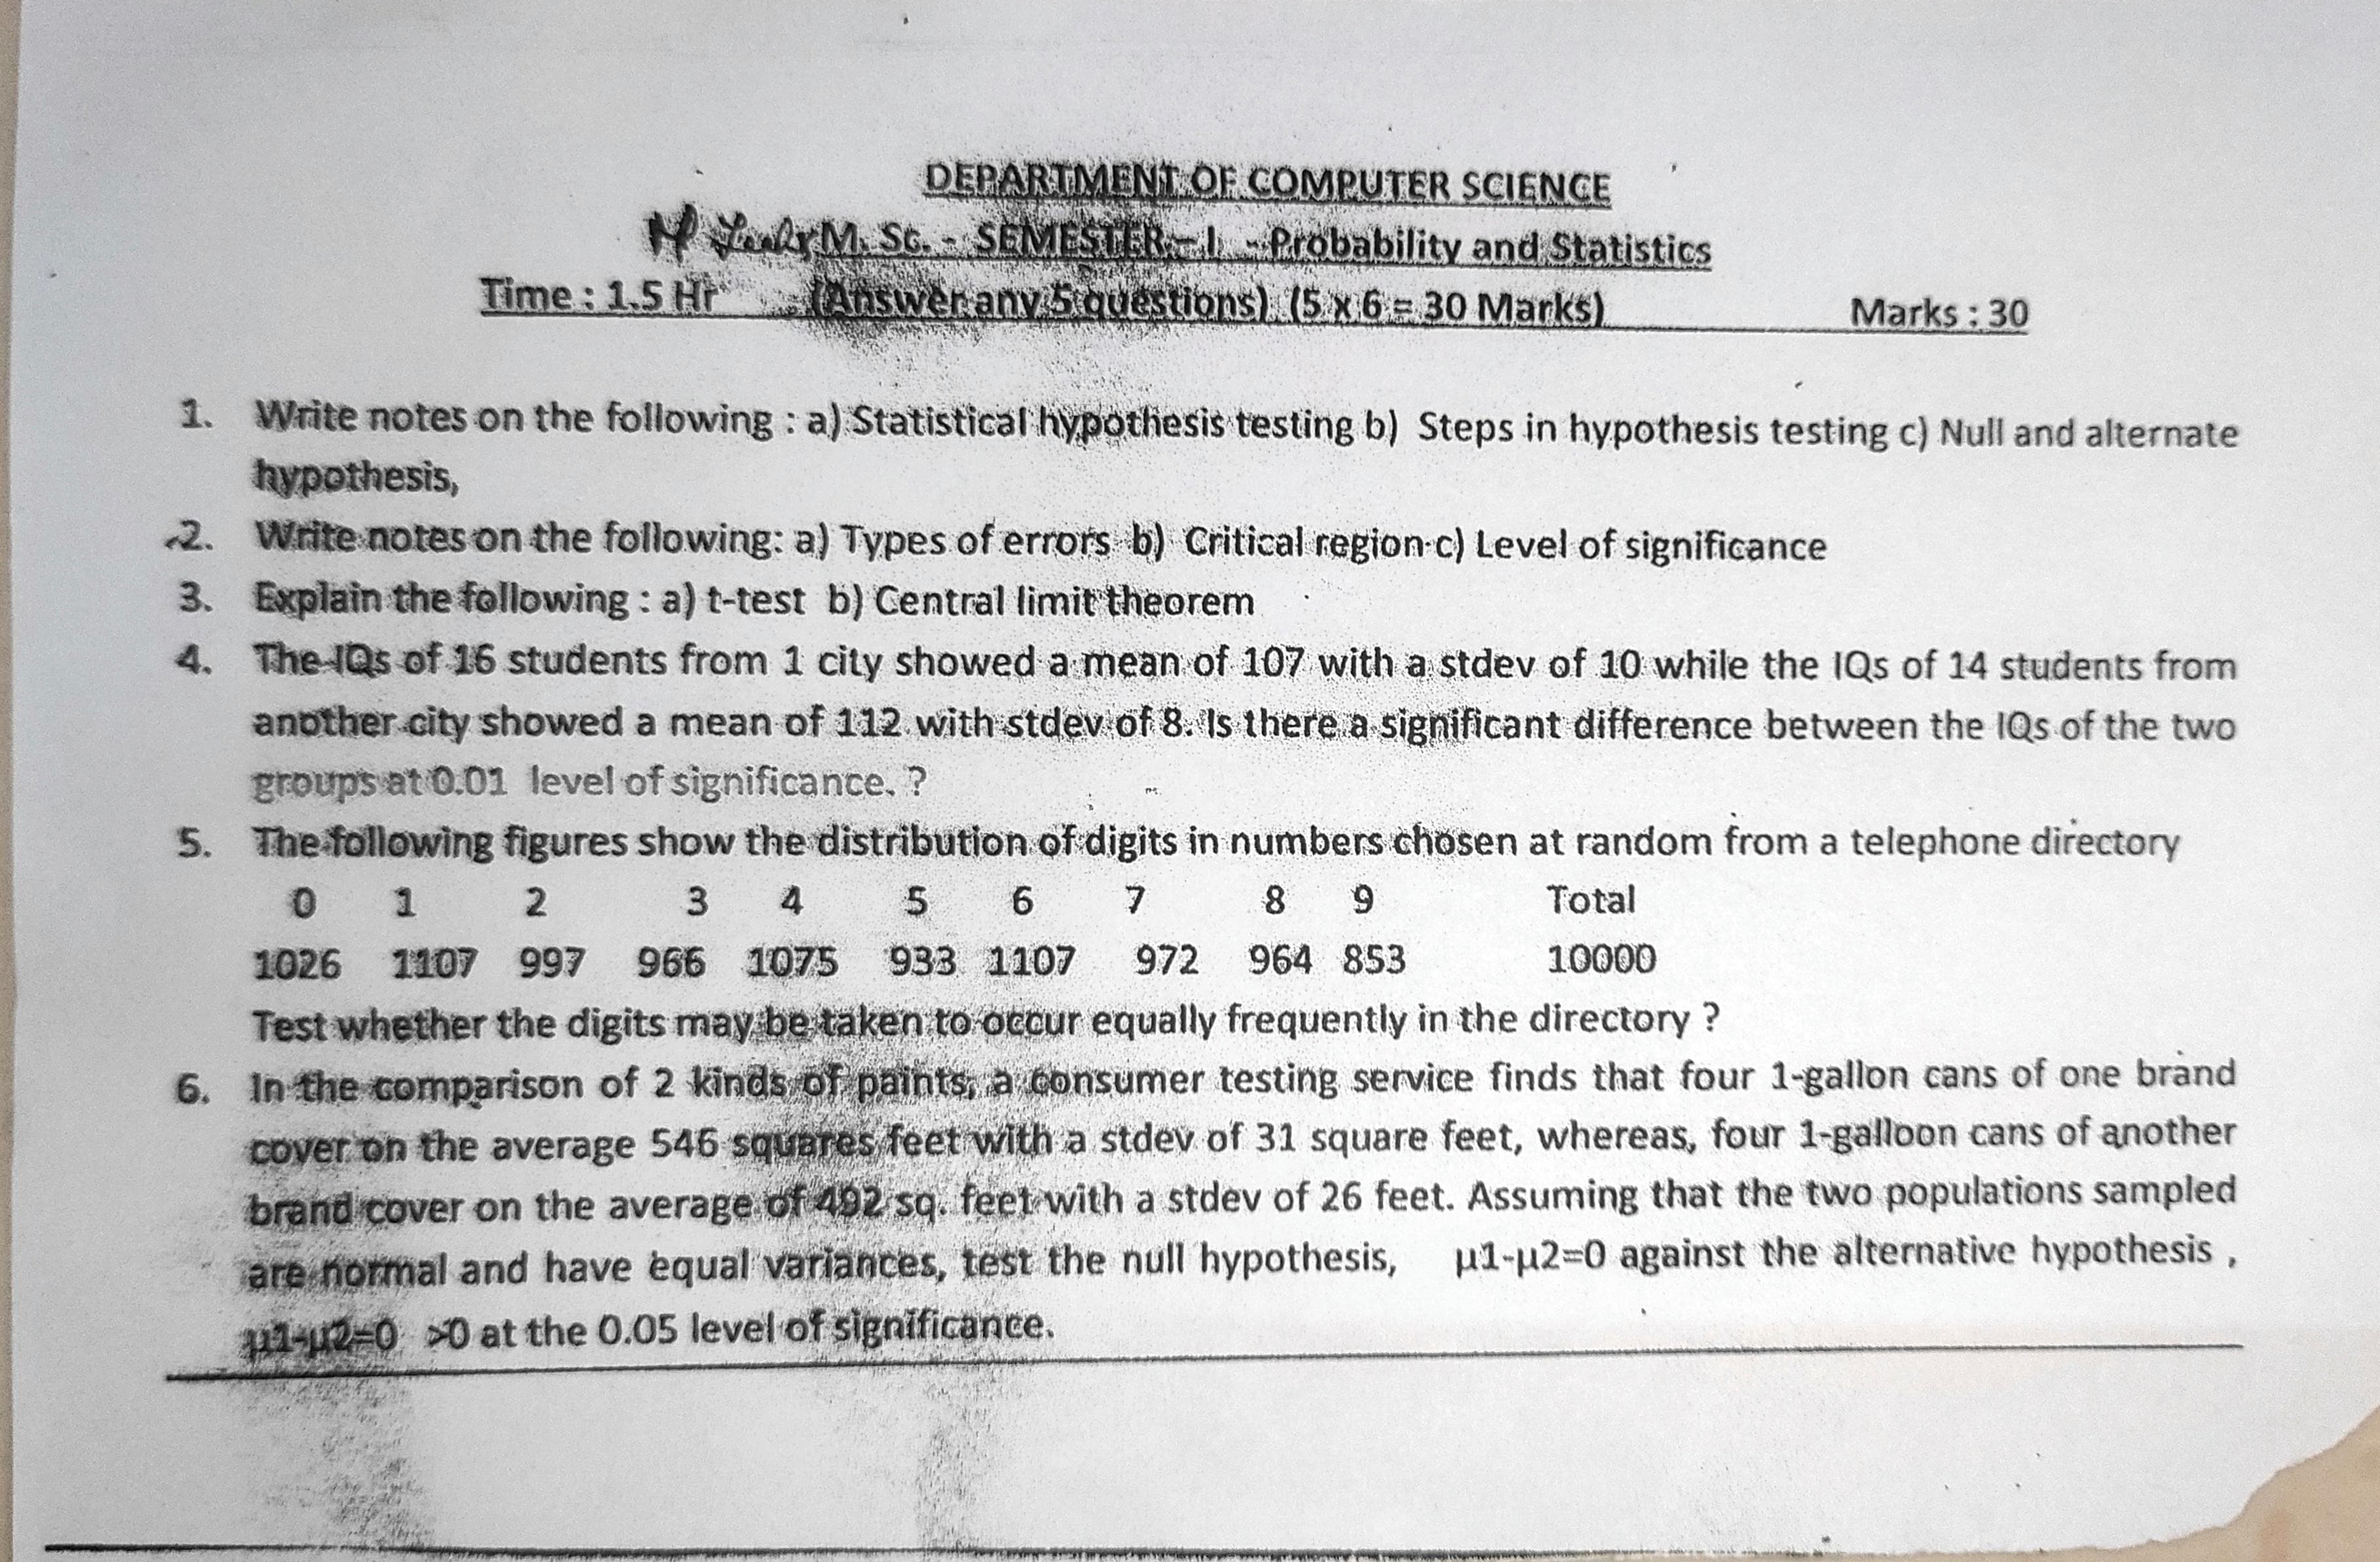 DEPARTMENT OF COMPUTER SCIENCE
M. Sc. - SEMESTER – I - Probability and Statistics
Time : 1.5 Hr (Answer any 5 questions) (5 x 6 = 30 Marks) Marks : 30
1. Write notes on the following : a) Statistical hypothesis testing b) Steps in hypothesis testing c) Null and alternate
hypothesis,
2. Write notes on the following: a) Types of errors b) Critical region c) Level of significance
3. Explain the following : a) t-test b) Central limit theorem
4. The IQs of 16 students from 1 city showed a mean of 107 with a stdev of 10 while the IQs of 14 students from
another city showed a mean of 112 with stdev of 8. Is there a significant difference between the IQs of the two
groups at 0.01 level of significance. ?
5. The following figures show the distribution of digits in numbers chosen at random from a telephone directory
0 1 2 3 4 5 6 7 8 9 Total
1026 1107 997 966 1075 933 1107 972 964 853 10000
Test whether the digits may be taken to occur equally frequently in the directory ?
6. In the comparison of 2 kinds of paints, a consumer testing service finds that four 1-gallon cans of one brand
cover on the average 546 squares feet with a stdev of 31 square feet, whereas, four 1-galloon cans of another
brand cover on the average of 492 sq. feet with a stdev of 26 feet. Assuming that the two populations sampled
are normal and have equal variances, test the null hypothesis, μ1-μ2=0 against the alternative hypothesis ,
μ1-μ2=0 >0 at the 0.05 level of significance.